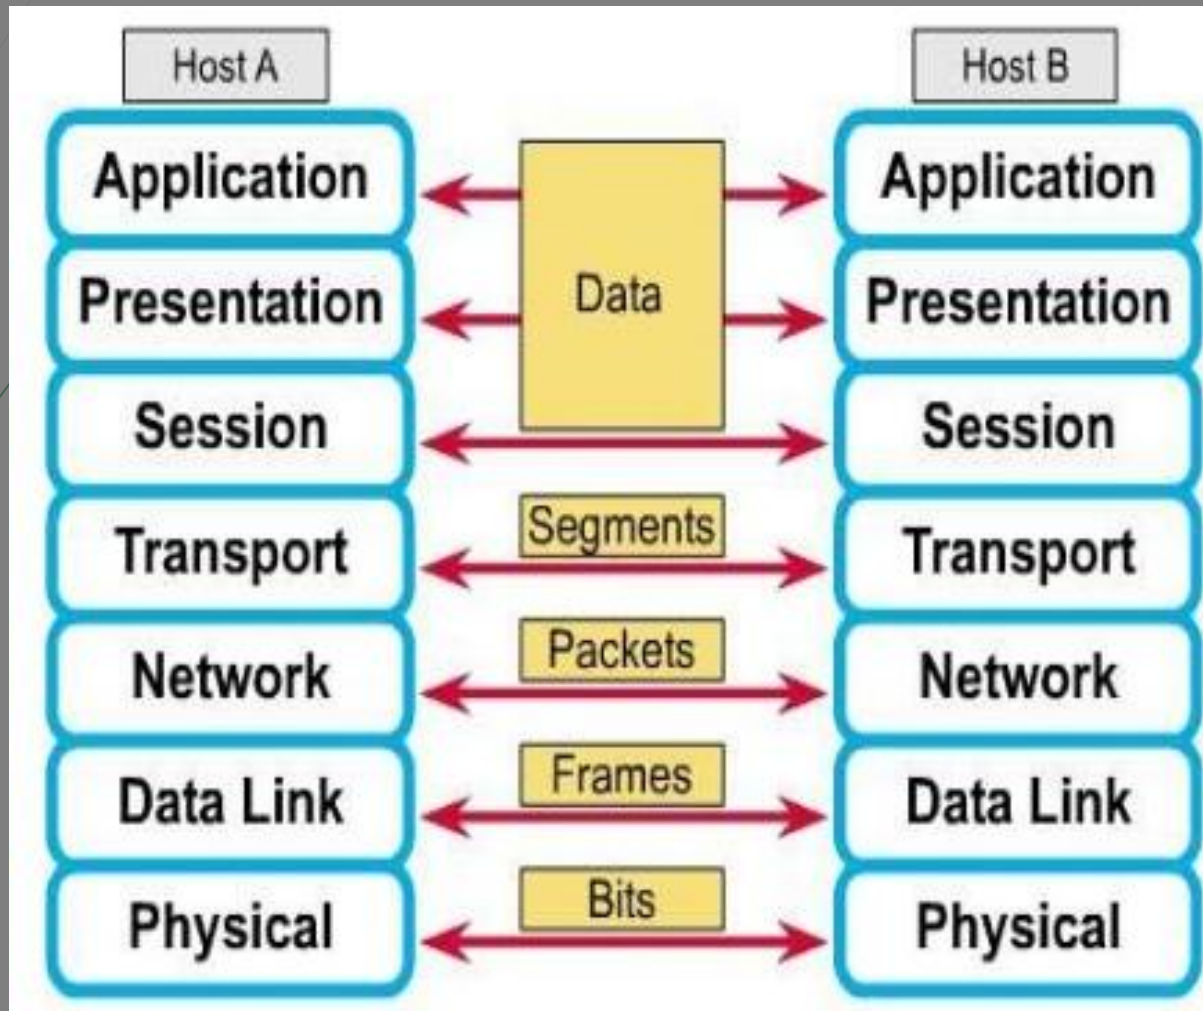 Host A
Host B
Application
Data
Application
Presentation
Presentation
Session
Session
Transport
Segments
Transport
Network
Packets
Network
Data Link
Frames
Data Link
Physical
Bits
Physical